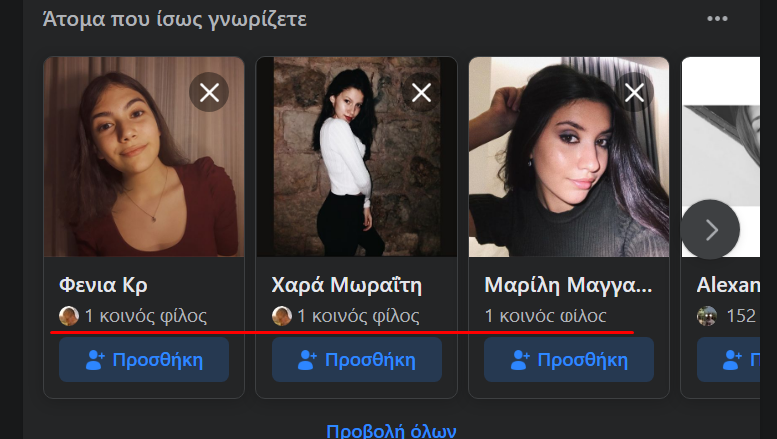 Άτομα που ίσως γνωρίζετε
Φενια Κρ
1 κοινός φίλος
Προσθήκη
Χαρά Μωραΐτη
1 κοινός φίλος
Προσθήκη
Μαρίλη Μαγγα...
1 κοινός φίλος
Προσθήκη
Alexan
152
Π
Προβολή όλων